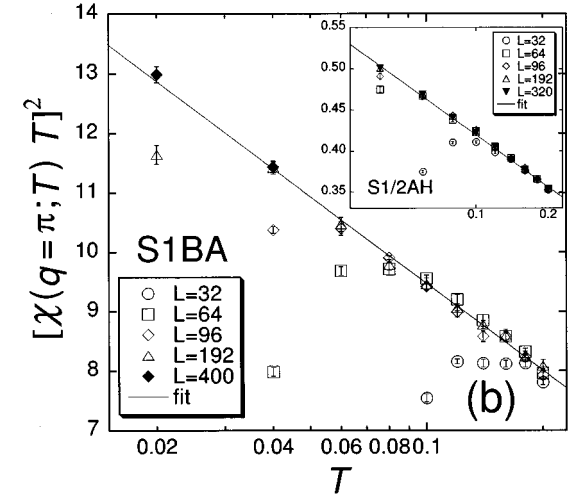 [χ(q=π;T) T]²
14
13
12
11
10
9
8
7
0.02
0.04
0.06
0.08
0.1
T
S1BA
L=32
L=64
L=96
L=192
L=400
fit
(b)
0.55
0.50
0.45
0.40
0.35
0.1
0.2
S1/2AH
L=32
L=64
L=96
L=192
L=320
fit